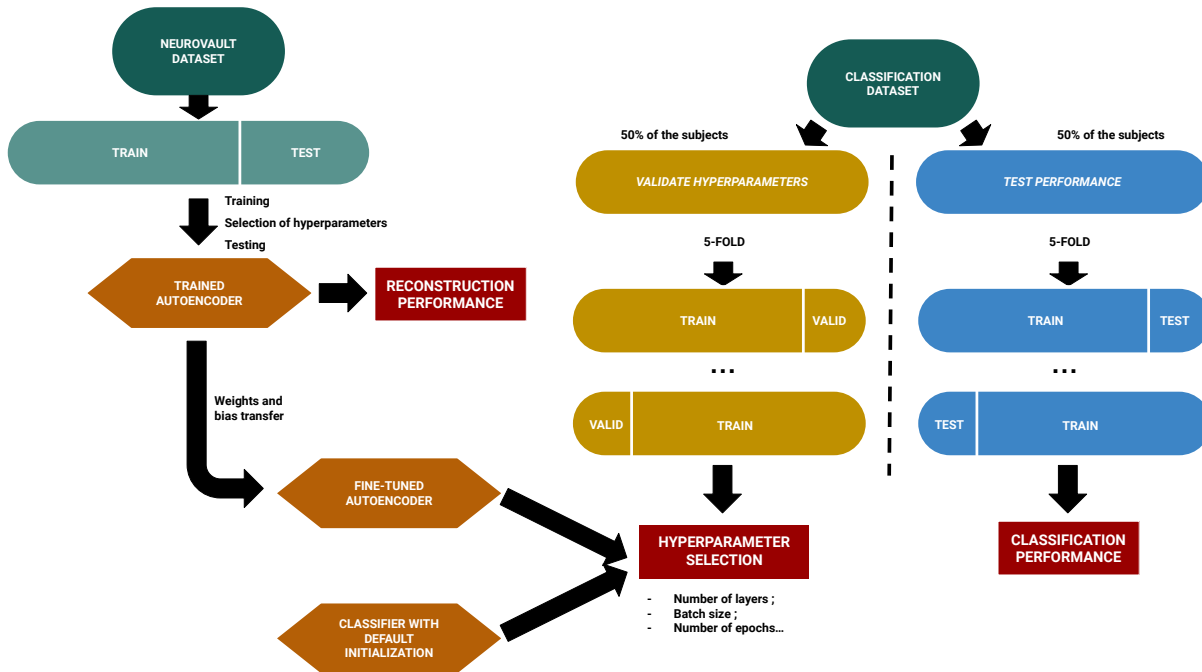 NEUROVAULT
DATASET
TRAIN
TEST
Training
Selection of hyperparameters
Testing
TRAINED
AUTOENCODER
RECONSTRUCTION
PERFORMANCE
Weights and
bias transfer
FINE-TUNED
AUTOENCODER
CLASSIFIER WITH
DEFAULT
INITIALIZATION
CLASSIFICATION
DATASET
50% of the subjects
50% of the subjects
VALIDATE HYPERPARAMETERS
TEST PERFORMANCE
5-FOLD
5-FOLD
TRAIN
VALID
TRAIN
TEST
...
...
VALID
TRAIN
TEST
TRAIN
HYPERPARAMETER
SELECTION
CLASSIFICATION
PERFORMANCE
- Number of layers ;
- Batch size ;
- Number of epochs...